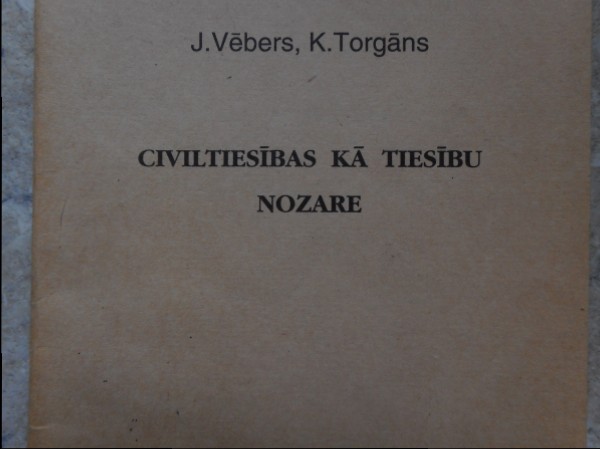 J.Vēbers, K.Torgāns
CIVILTIESĪBAS KĀ TIESĪBU
NOZARE